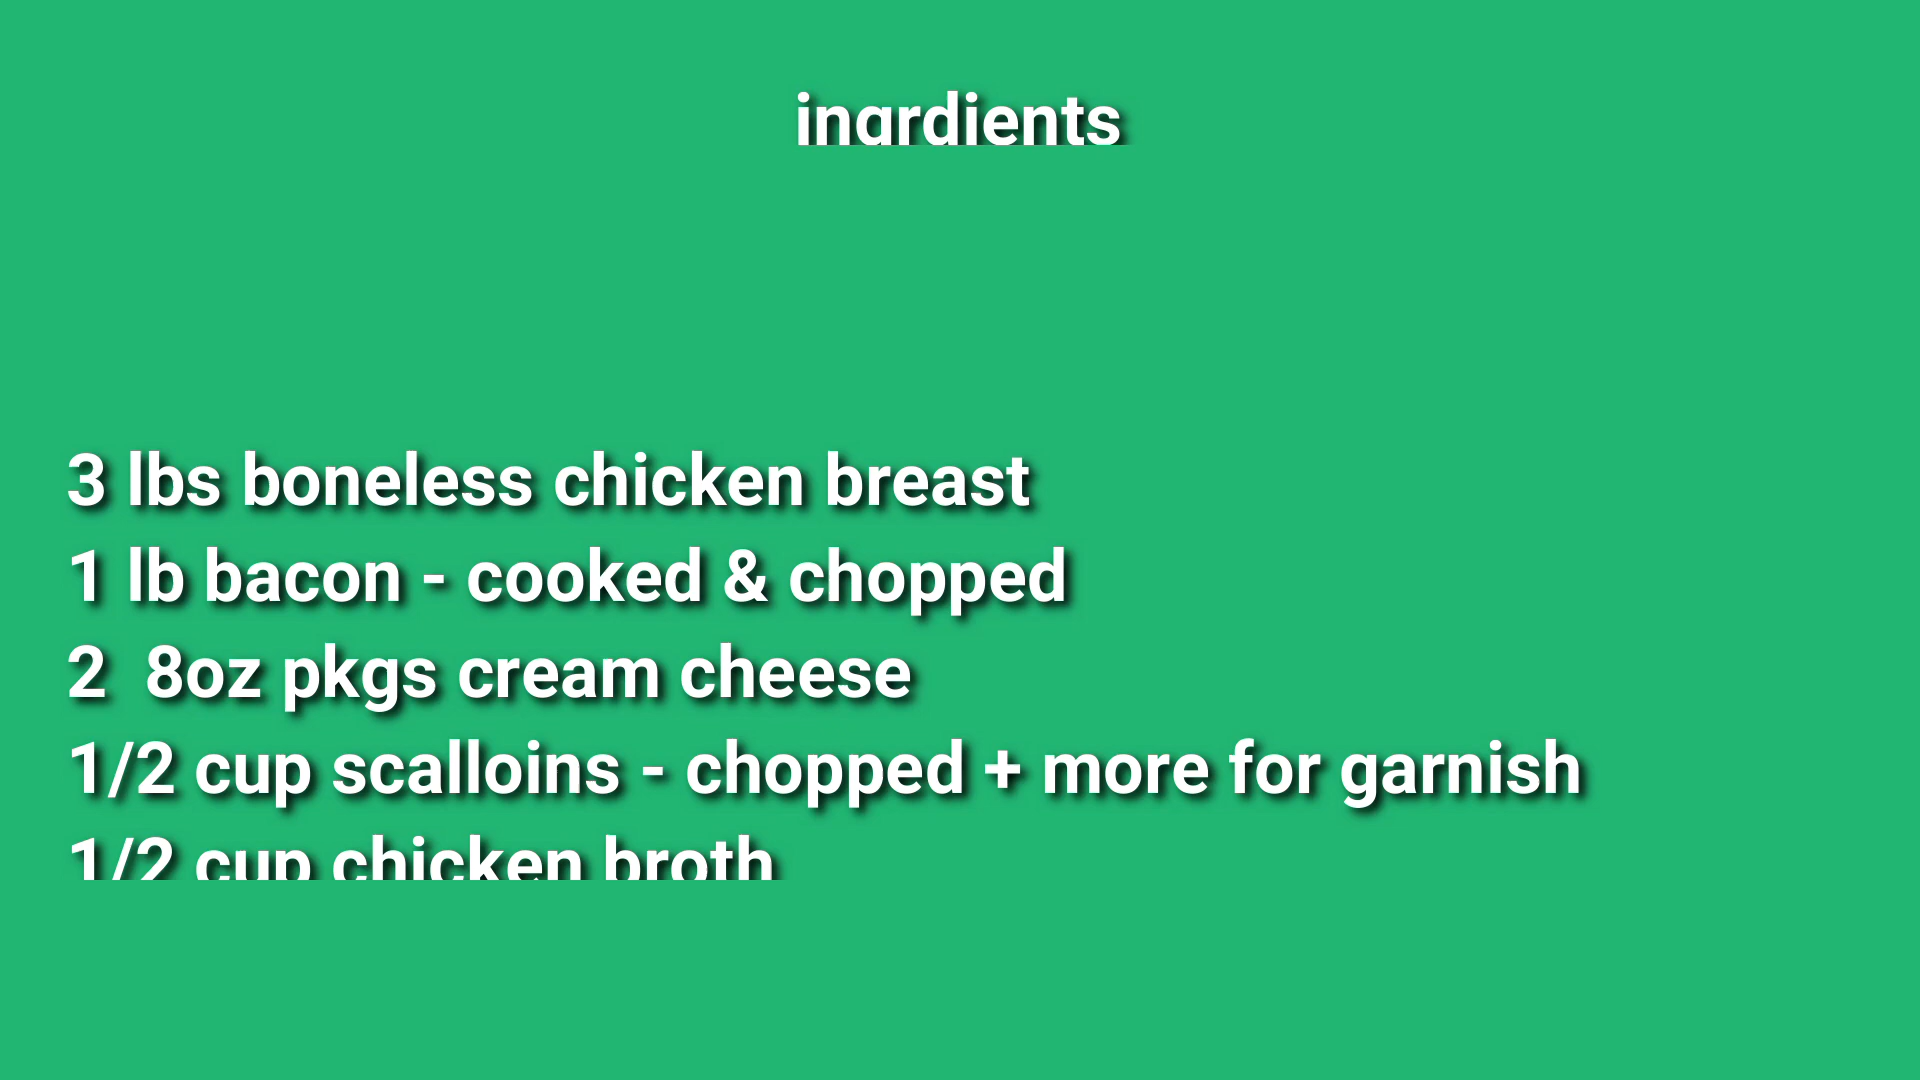 ingrdients
3 lbs boneless chicken breast
1 lb bacon - cooked & chopped
2  8oz pkgs cream cheese
1/2 cup scalloins - chopped + more for garnish
1/2 cup chicken broth